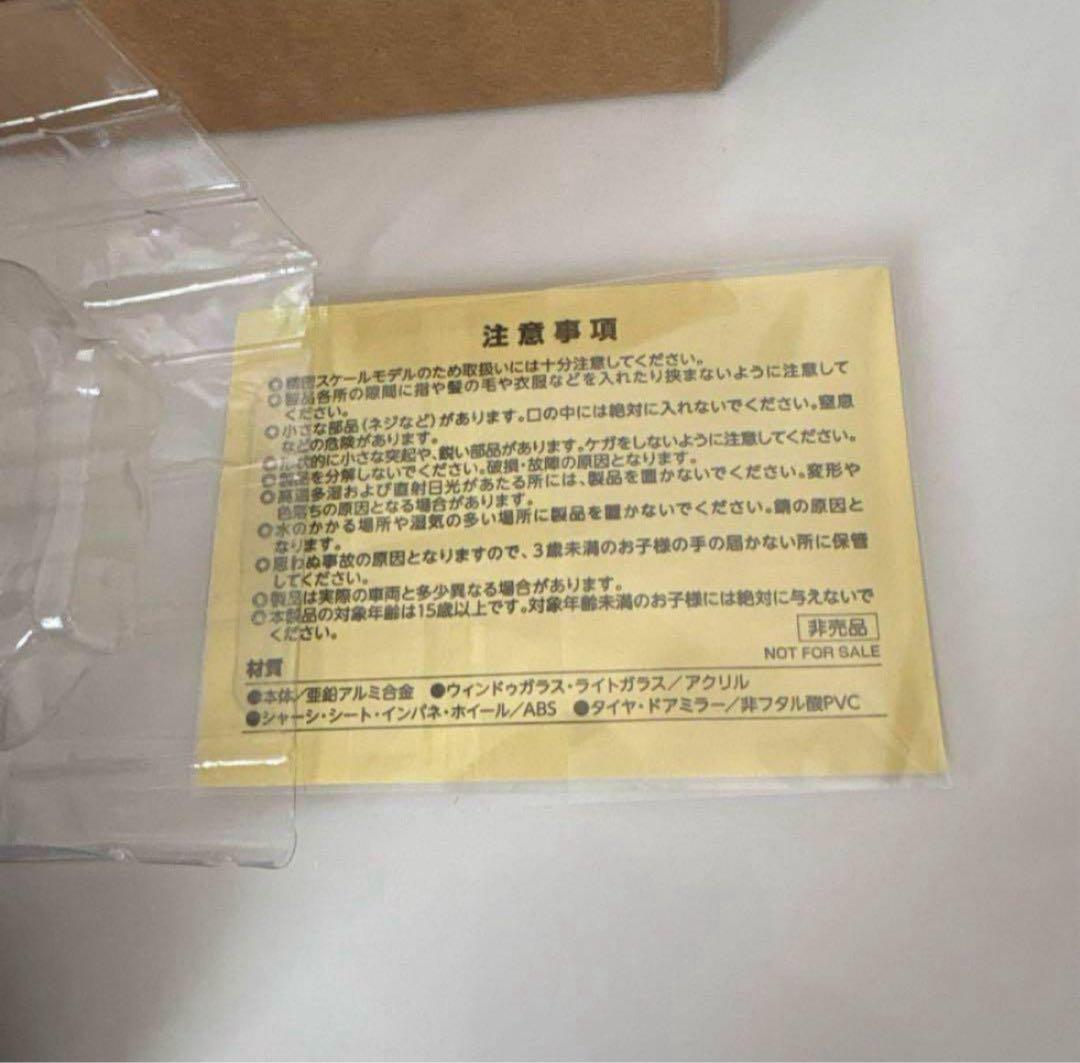 注意事項
◎精密スケールモデルのため取扱いには十分注意してください。
◎製品各所の隙間に指や髪の毛や衣服などを入れたり挟まないように注意して
ください。
◎小さな部品(ネジなど)があります。口の中には絶対に入れないでください。窒息
などの危険があります。
◎形状的に小さな突起や、鋭い部品があります。ケガをしないように注意してください。
◎製品を分解しないでください。破損・故障の原因となります。
◎高温多湿および直射日光があたる所には、製品を置かないでください。変形や
色落ちの原因となる場合があります。
◎水のかかる場所や湿気の多い場所に製品を置かないでください。錆の原因と
なります。
◎思わぬ事故の原因となりますので、3歳未満のお子様の手の届かない所に保管
してください。
◎製品は実際の車両と多少異なる場合があります。
◎本製品の対象年齢は15歳以上です。対象年齢未満のお子様には絶対に与えないで
ください。
非売品
NOT FOR SALE
材質
●本体/亜鉛アルミ合金 ●ウィンドゥガラス・ライトガラス/アクリル
●シャーシ・シート・インパネ・ホイール/ABS ●タイヤ・ドアミラー/非フタル酸PVC